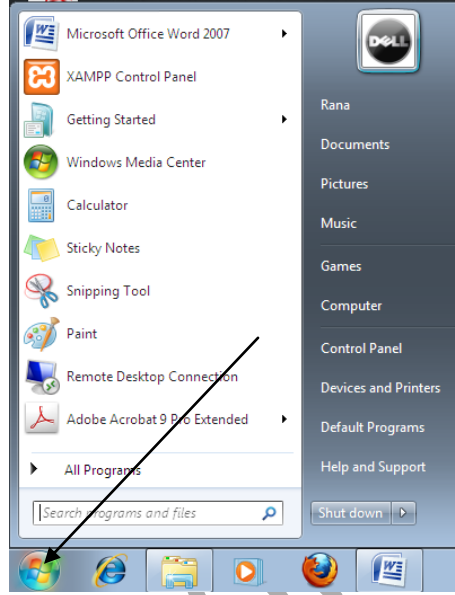 Microsoft Office Word 2007
XAMPP Control Panel
Getting Started
Windows Media Center
Calculator
Sticky Notes
Snipping Tool
Paint
Remote Desktop Connection
Adobe Acrobat 9 Pro Extended
All Programs
Search programs and files
DELL
Rana
Documents
Pictures
Music
Games
Computer
Control Panel
Devices and Printers
Default Programs
Help and Support
Shut down